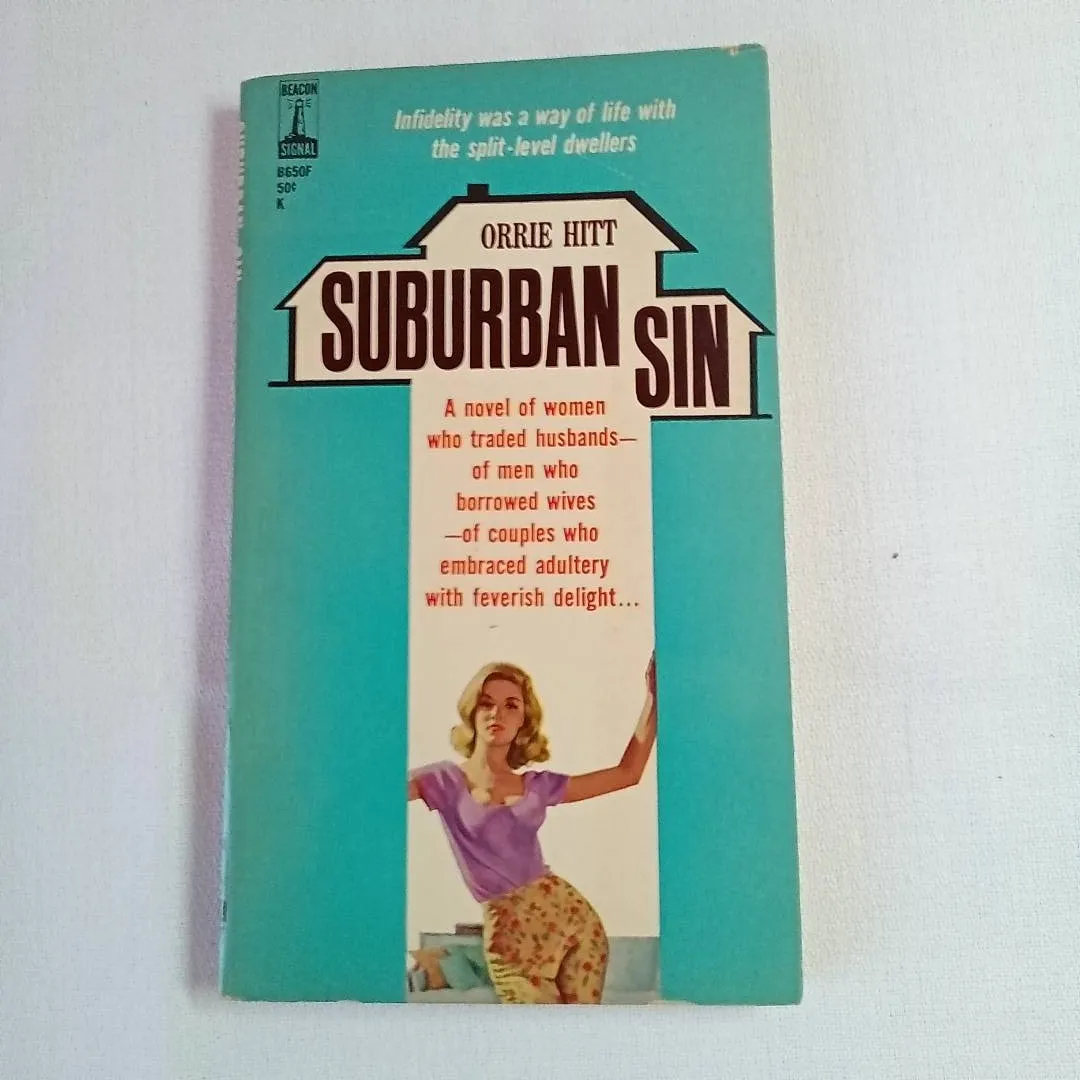 BEACON
SIGNAL
B650F
50¢
K
Infidelity was a way of life with
the split-level dwellers
ORRIE HITT
SUBURBAN
SIN
A novel of women
who traded husbands—
of men who
borrowed wives
—of couples who
embraced adultery
with feverish delight...